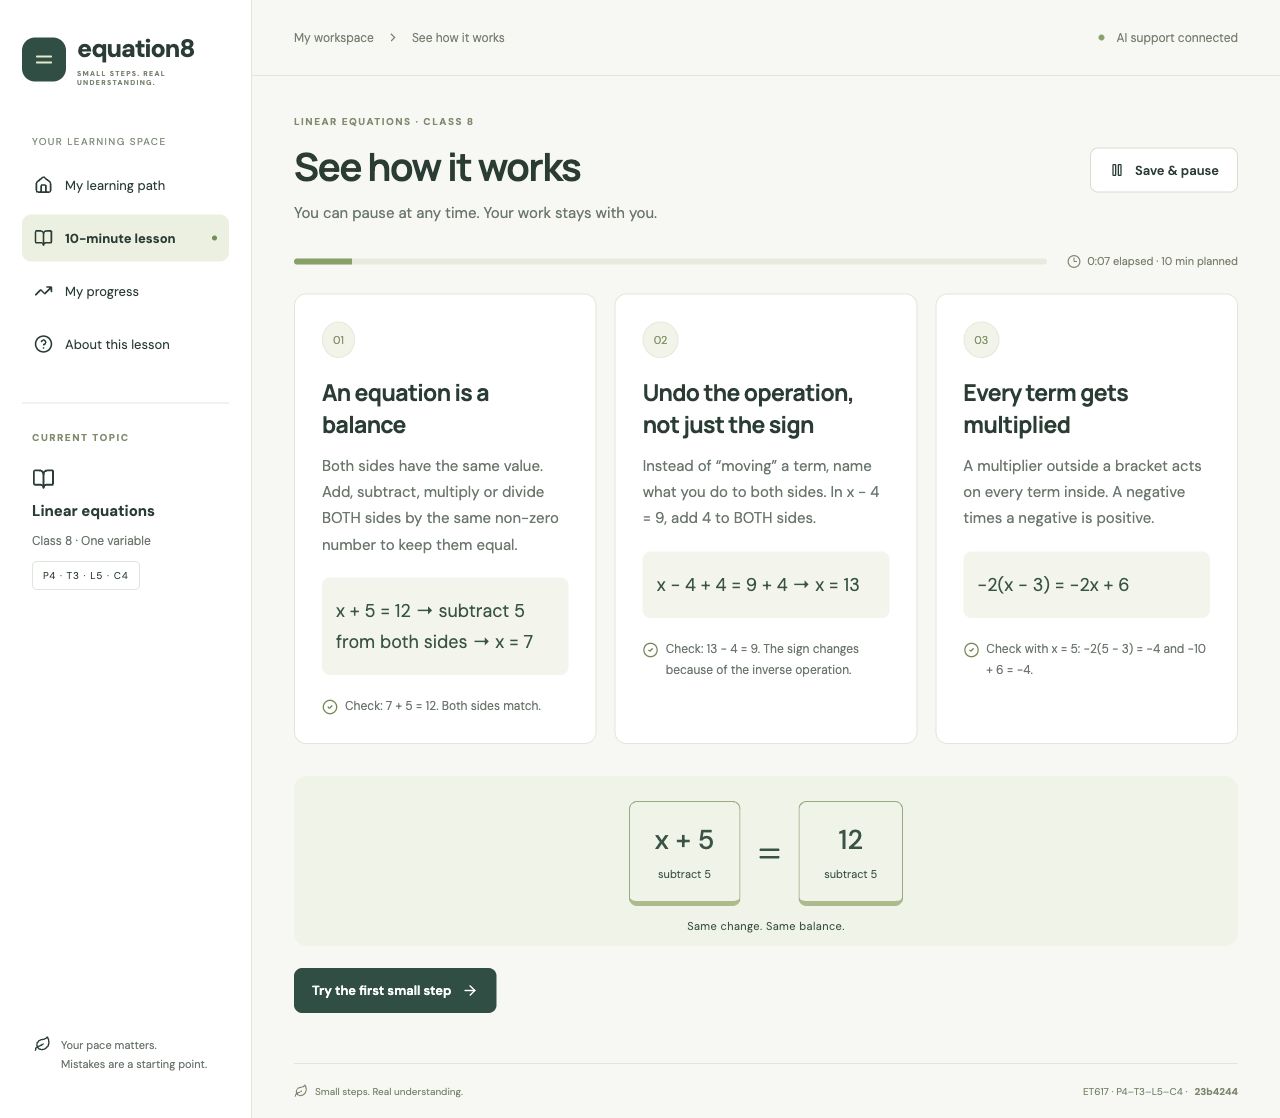 equation8
SMALL STEPS. REAL
UNDERSTANDING.
YOUR LEARNING SPACE
My learning path
10-minute lesson
My progress
About this lesson
CURRENT TOPIC
Linear equations
Class 8 · One variable
P4 · T3 · L5 · C4
Your pace matters.
Mistakes are a starting point.
My workspace > See how it works
AI support connected
LINEAR EQUATIONS · CLASS 8
See how it works
Save & pause
You can pause at any time. Your work stays with you.
0:07 elapsed · 10 min planned
01
An equation is a
balance
Both sides have the same value.
Add, subtract, multiply or divide
BOTH sides by the same non-zero
number to keep them equal.
x + 5 = 12 → subtract 5
from both sides → x = 7
Check: 7 + 5 = 12. Both sides match.
02
Undo the operation,
not just the sign
Instead of “moving” a term, name
what you do to both sides. In x − 4
= 9, add 4 to BOTH sides.
x − 4 + 4 = 9 + 4 → x = 13
Check: 13 − 4 = 9. The sign changes
because of the inverse operation.
03
Every term gets
multiplied
A multiplier outside a bracket acts
on every term inside. A negative
times a negative is positive.
−2(x − 3) = −2x + 6
Check with x = 5: −2(5 − 3) = −4 and −10
+ 6 = −4.
x + 5
subtract 5
=
12
subtract 5
Same change. Same balance.
Try the first small step →
Small steps. Real understanding.
ET617 · P4–T3–L5–C4 · 23b4244